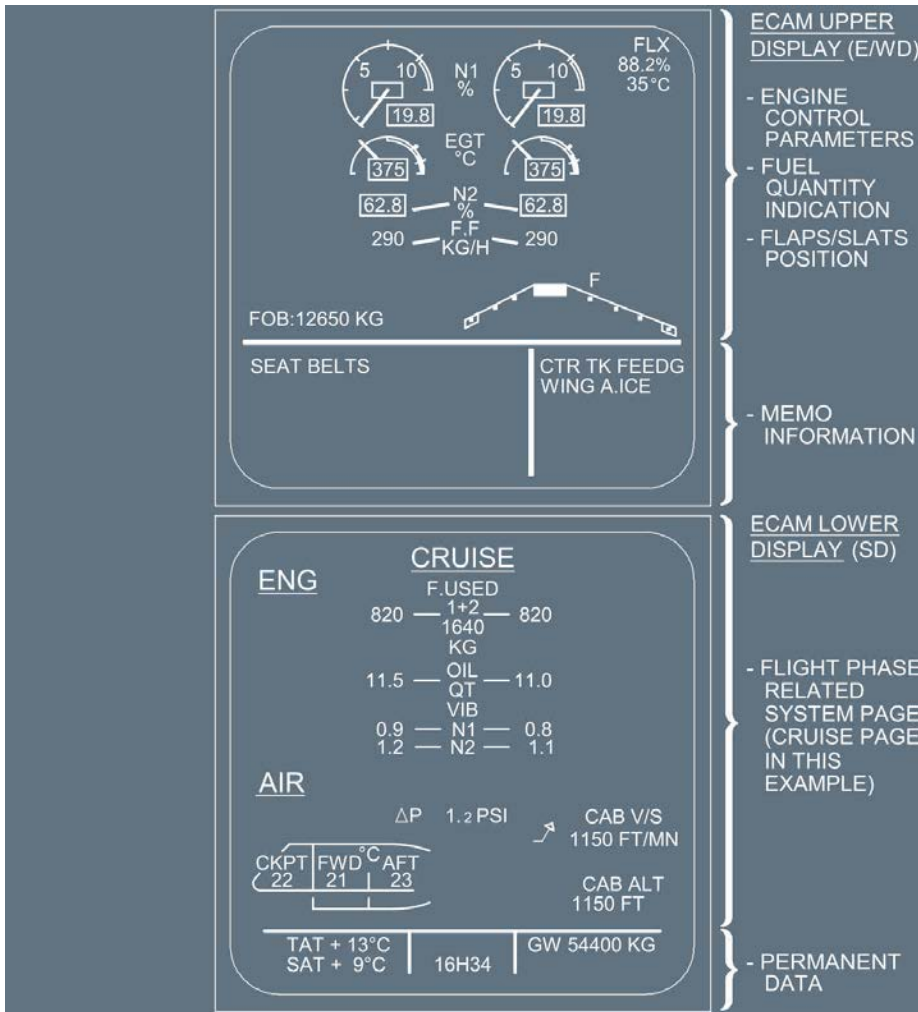 FLX
88.2%
35°C
5 10 N1 5 10
%
19.8 19.8
EGT
°C
375 375
62.8 N2 62.8
%
290 F.F 290
KG/H
F
FOB:12650 KG
SEAT BELTS
CTR TK FEEDG
WING A.ICE
ECAM UPPER
DISPLAY (E/WD)
- ENGINE
CONTROL
PARAMETERS
- FUEL
QUANTITY
INDICATION
- FLAPS/SLATS
POSITION
- MEMO
INFORMATION
CRUISE
ENG
F.USED
820 1+2 820
1640
KG
11.5 OIL 11.0
QT
VIB
0.9 N1 0.8
1.2 N2 1.1
AIR
ΔP 1.2 PSI
CAB V/S
1150 FT/MN
CKPT FWD °C AFT
22 21 23
CAB ALT
1150 FT
TAT + 13°C
SAT + 9°C
16H34
GW 54400 KG
ECAM LOWER
DISPLAY (SD)
- FLIGHT PHASE
RELATED
SYSTEM PAGE
(CRUISE PAGE
IN THIS
EXAMPLE)
- PERMANENT
DATA